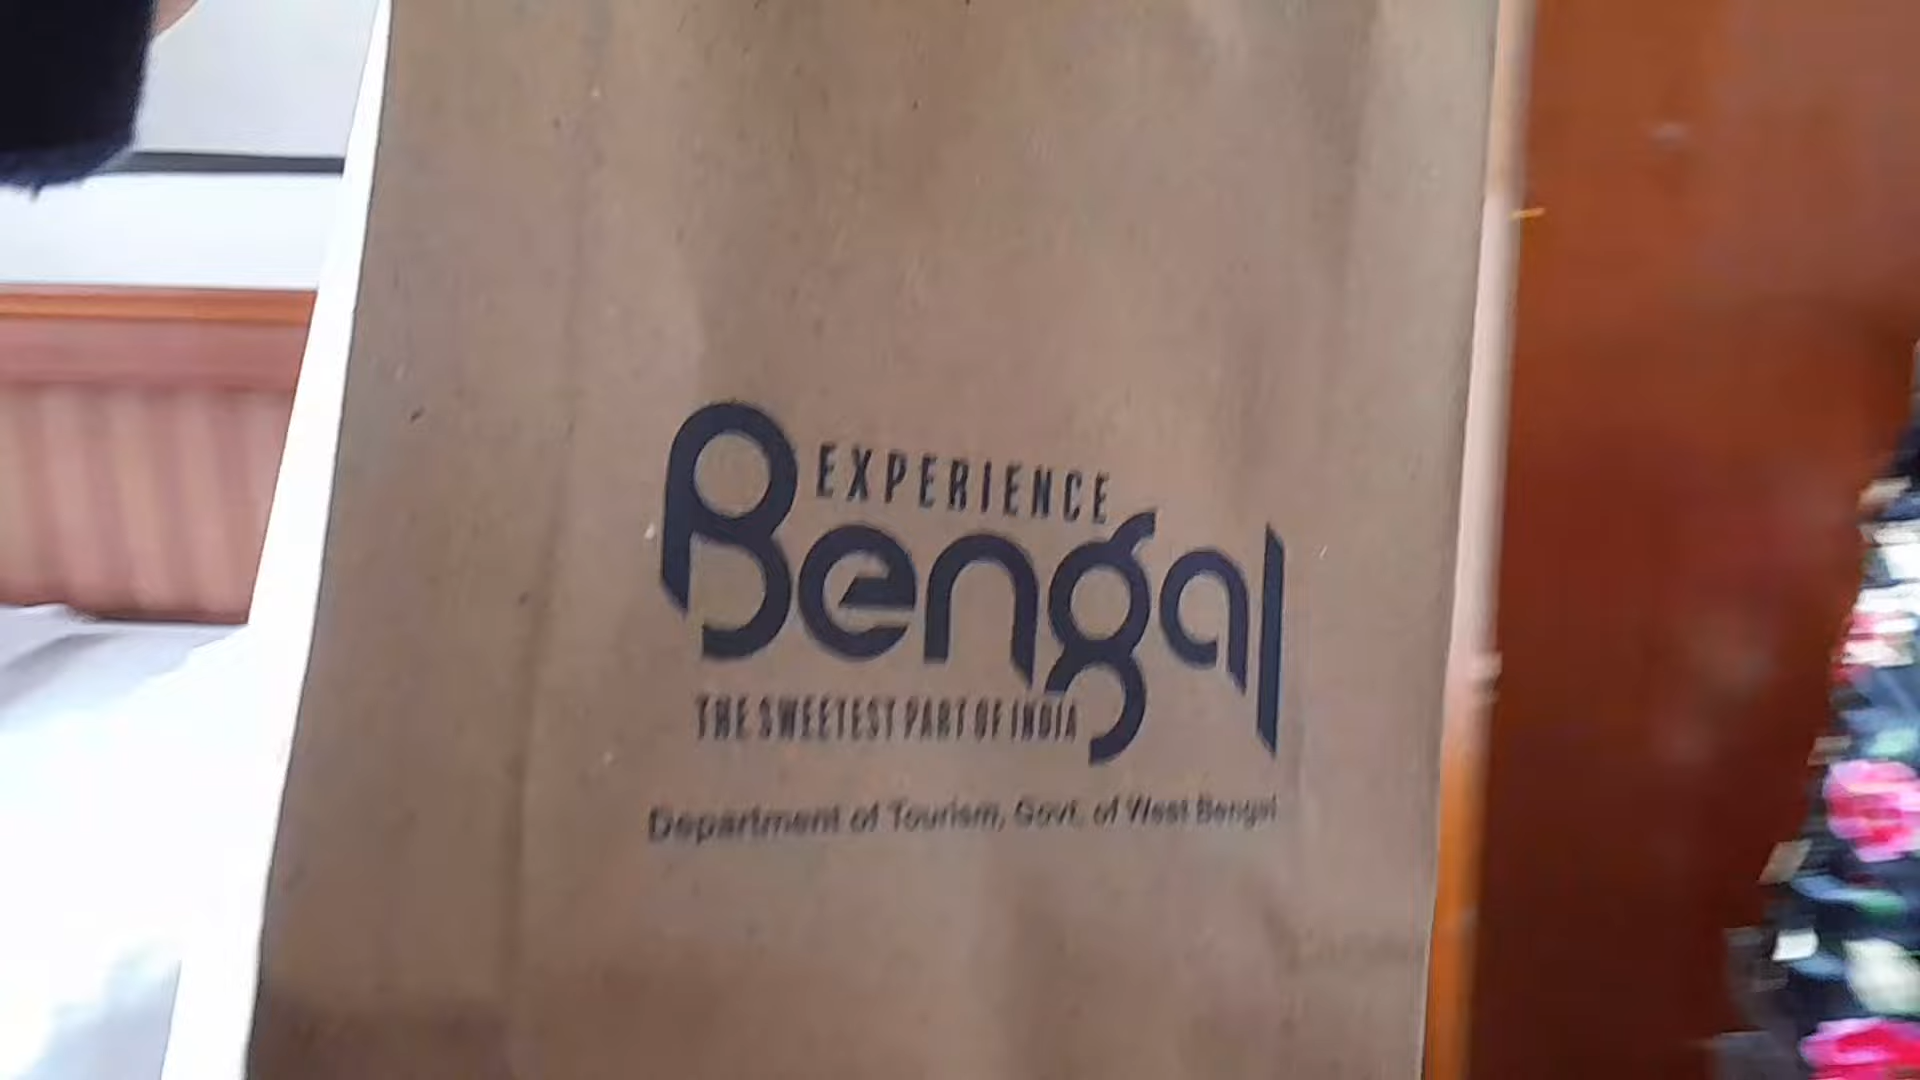 EXPERIENCE
Bengal
THE SWEETEST PART OF INDIA
Department of Tourism, Govt. of West Bengal